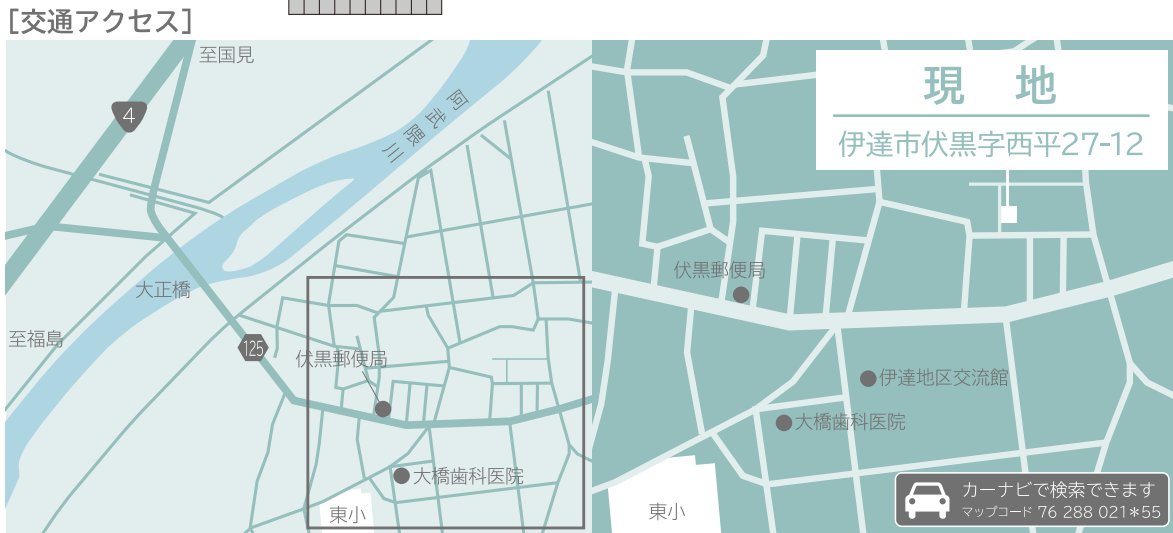 [交通アクセス]
至国見
4
阿武隈川
大正橋
至福島
125
伏黒郵便局
大橋歯科医院
東小
現 地
伊達市伏黒字西平27-12
伏黒郵便局
伊達地区交流館
大橋歯科医院
東小
カーナビで検索できます
マップコード 76 288 021*55